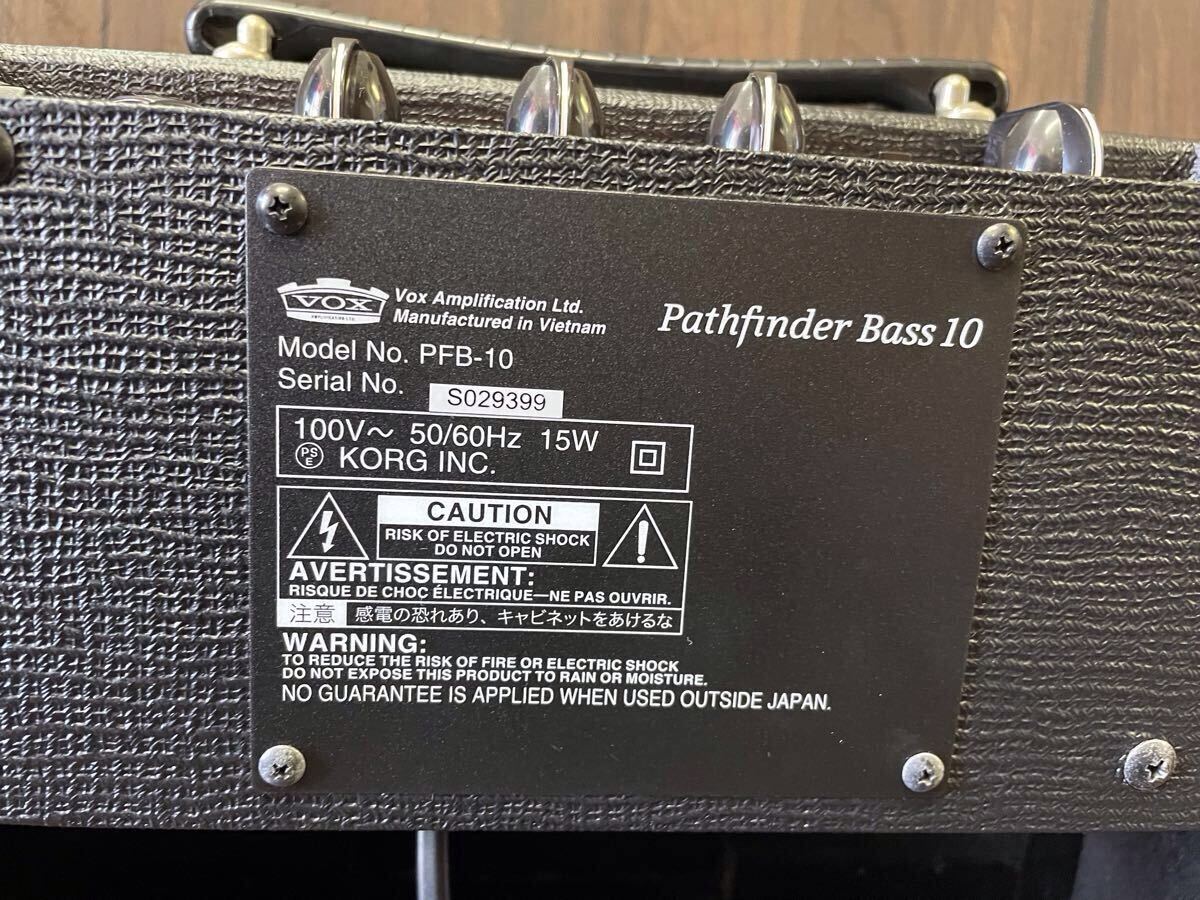 VOX
Vox Amplification Ltd.
Manufactured in Vietnam
Pathfinder Bass 10
Model No. PFB-10
Serial No. S029399
100V～ 50/60Hz 15W
PSE KORG INC.
CAUTION
RISK OF ELECTRIC SHOCK
DO NOT OPEN
AVERTISSEMENT:
RISQUE DE CHOC ÉLECTRIQUE—NE PAS OUVRIR.
注意 感電の恐れあり、キャビネットをあけるな
WARNING:
TO REDUCE THE RISK OF FIRE OR ELECTRIC SHOCK
DO NOT EXPOSE THIS PRODUCT TO RAIN OR MOISTURE.
NO GUARANTEE IS APPLIED WHEN USED OUTSIDE JAPAN.